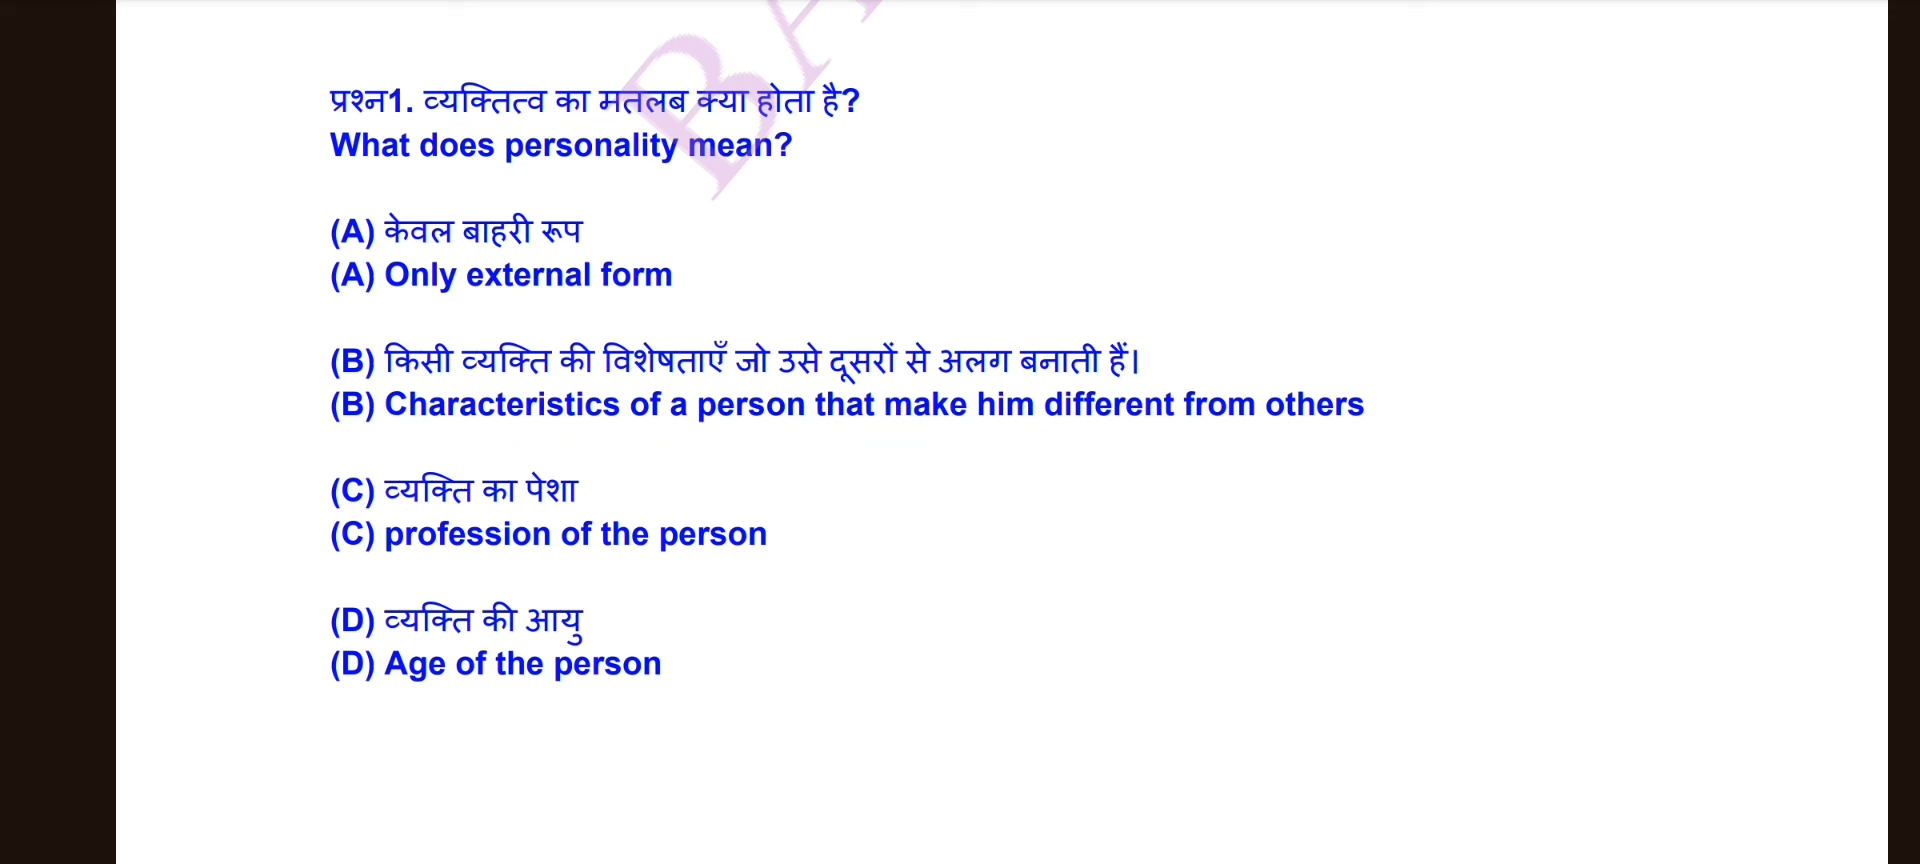 प्रश्न1. व्यक्तित्व का मतलब क्या होता है?
What does personality mean?
(A) केवल बाहरी रूप
(A) Only external form
(B) किसी व्यक्ति की विशेषताएँ जो उसे दूसरों से अलग बनाती हैं।
(B) Characteristics of a person that make him different from others
(C) व्यक्ति का पेशा
(C) profession of the person
(D) व्यक्ति की आयु
(D) Age of the person